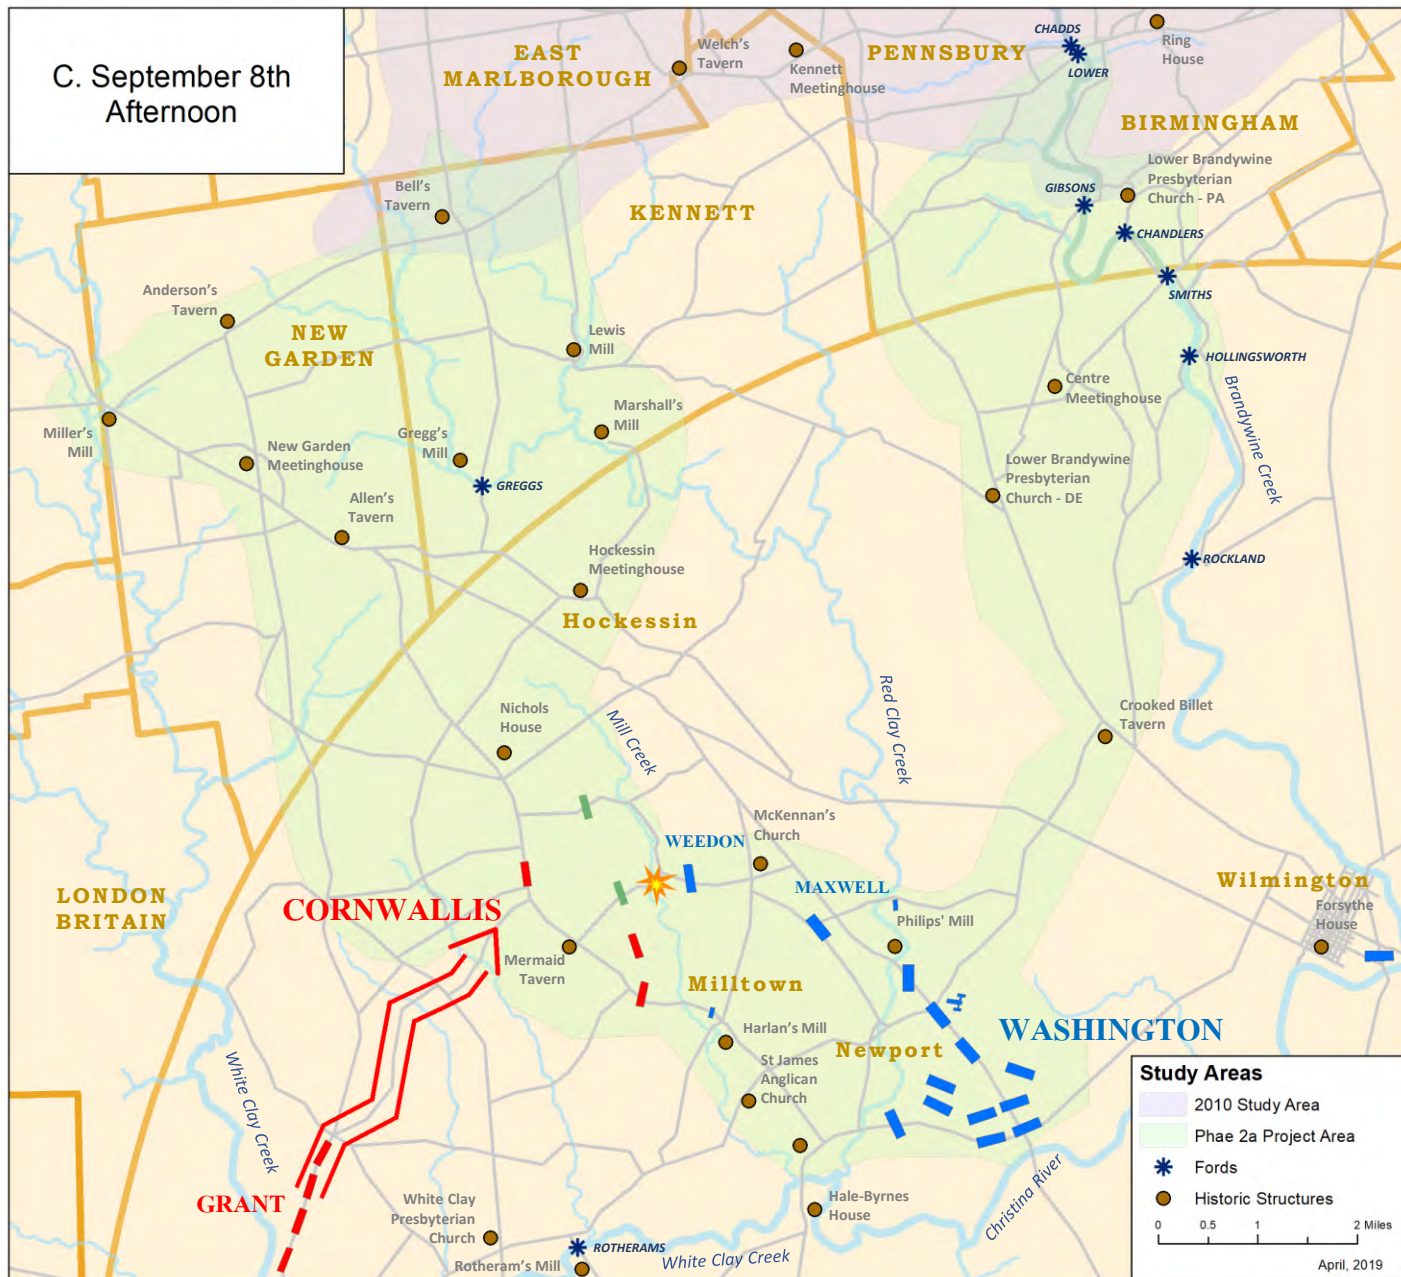 C. September 8th
Afternoon
EAST
MARLBOROUGH
Welch's
Tavern
Kennett
Meetinghouse
PENNSBURY
CHADDS
LOWER
Ring
House
BIRMINGHAM
Lower Brandywine
Presbyterian
Church - PA
GIBSONS
CHANDLERS
SMITHS
HOLLINGSWORTH
Brandywine Creek
Bell's
Tavern
KENNETT
Anderson's
Tavern
NEW
GARDEN
Lewis
Mill
Centre
Meetinghouse
Miller's
Mill
New Garden
Meetinghouse
Gregg's
Mill
Marshall's
Mill
GREGGS
Allen's
Tavern
Lower Brandywine
Presbyterian
Church - DE
ROCKLAND
Hockessin
Meetinghouse
Hockessin
Nichols
House
Mill Creek
Red Clay Creek
Crooked Billet
Tavern
McKennan's
Church
WEEDON
MAXWELL
Philips' Mill
Wilmington
Forsythe
House
LONDON
BRITAIN
CORNWALLIS
Mermaid
Tavern
Milltown
Harlan's Mill
St James
Anglican
Church
Newport
WASHINGTON
White Clay Creek
GRANT
White Clay
Presbyterian
Church
Rotheram's Mill
ROTHERAMS
White Clay Creek
Hale-Byrnes
House
Christina River
Study Areas
2010 Study Area
Phae 2a Project Area
Fords
Historic Structures
0 0.5 1 2 Miles
April, 2019